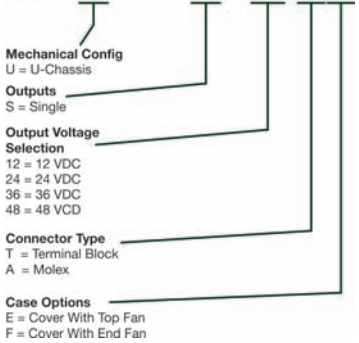 Mechanical Config
U = U-Chassis
Outputs
S = Single
Output Voltage
Selection
12 = 12 VDC
24 = 24 VDC
36 = 36 VDC
48 = 48 VCD
Connector Type
T = Terminal Block
A = Molex
Case Options
E = Cover With Top Fan
F = Cover With End Fan